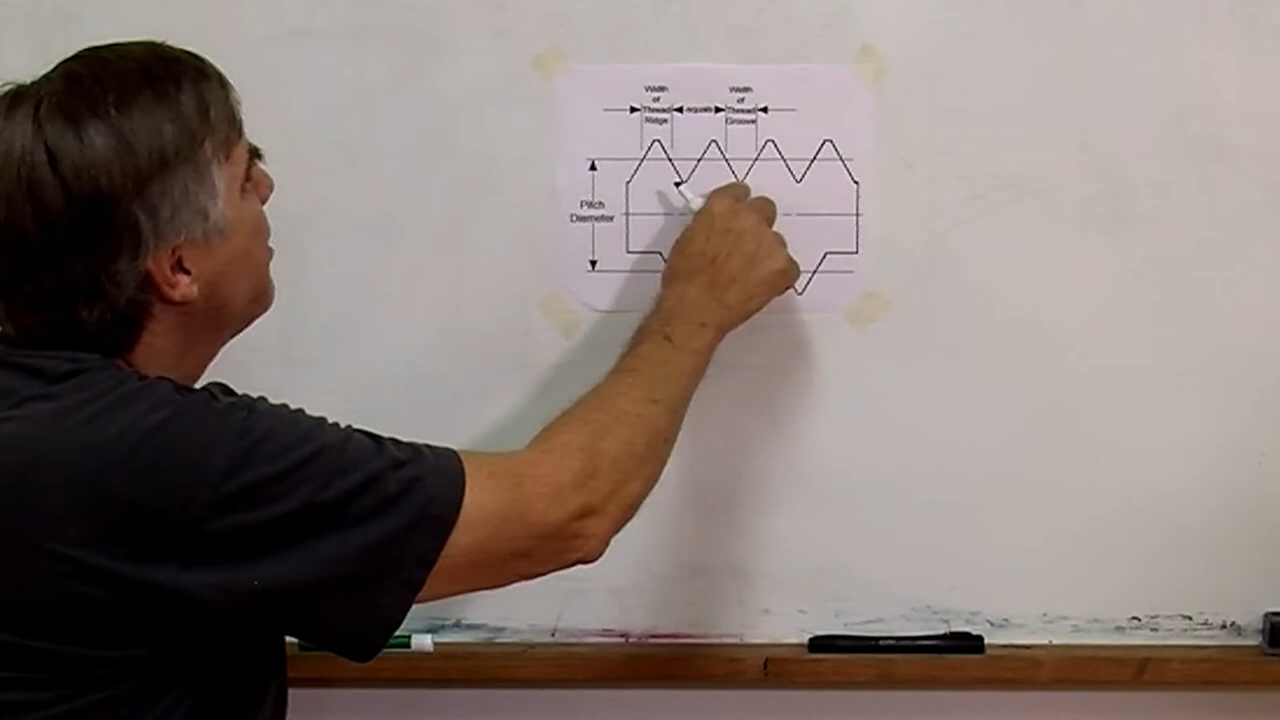 Width
of
Thread
Ridge
equals
Width
of
Thread
Groove
Pitch
Diameter